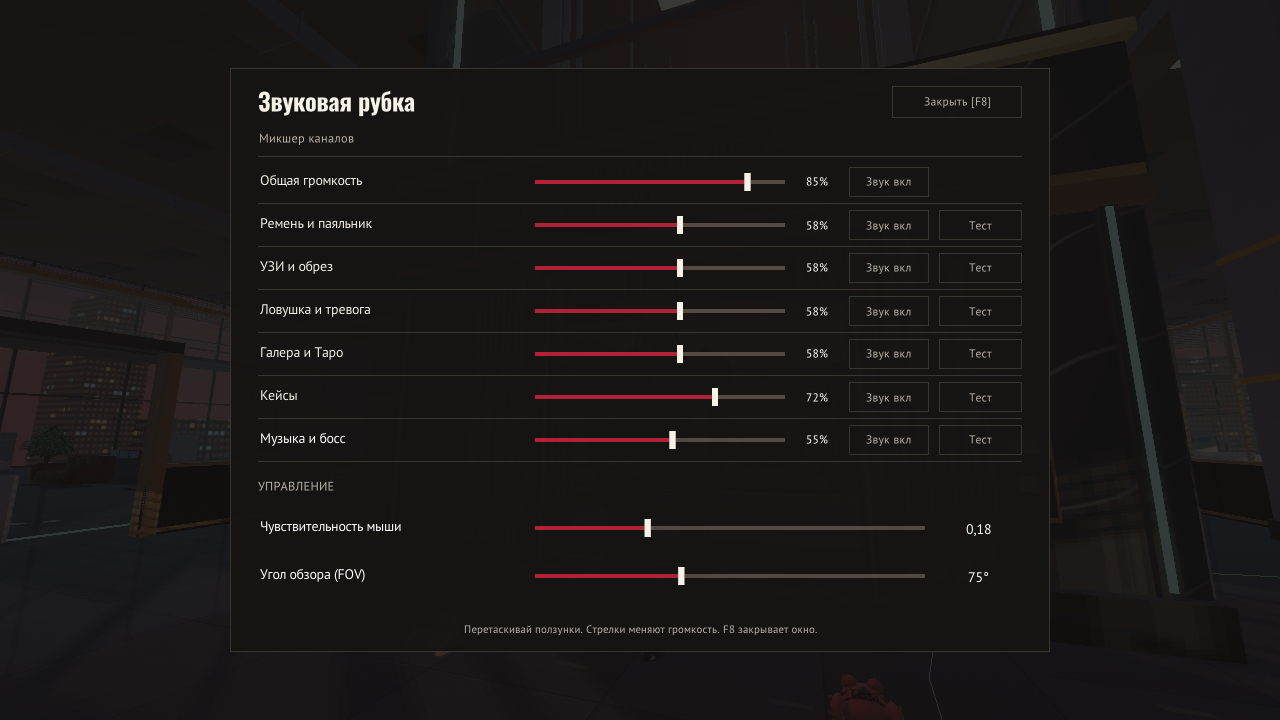 Звуковая рубка
Закрыть [F8]
Микшер каналов
Общая громкость 85% Звук вкл
Ремень и паяльник 58% Звук вкл Тест
УЗИ и обрез 58% Звук вкл Тест
Ловушка и тревога 58% Звук вкл Тест
Галера и Таро 58% Звук вкл Тест
Кейсы 72% Звук вкл Тест
Музыка и босс 55% Звук вкл Тест
УПРАВЛЕНИЕ
Чувствительность мыши 0,18
Угол обзора (FOV) 75°
Перетаскивай ползунки. Стрелки меняют громкость. F8 закрывает окно.